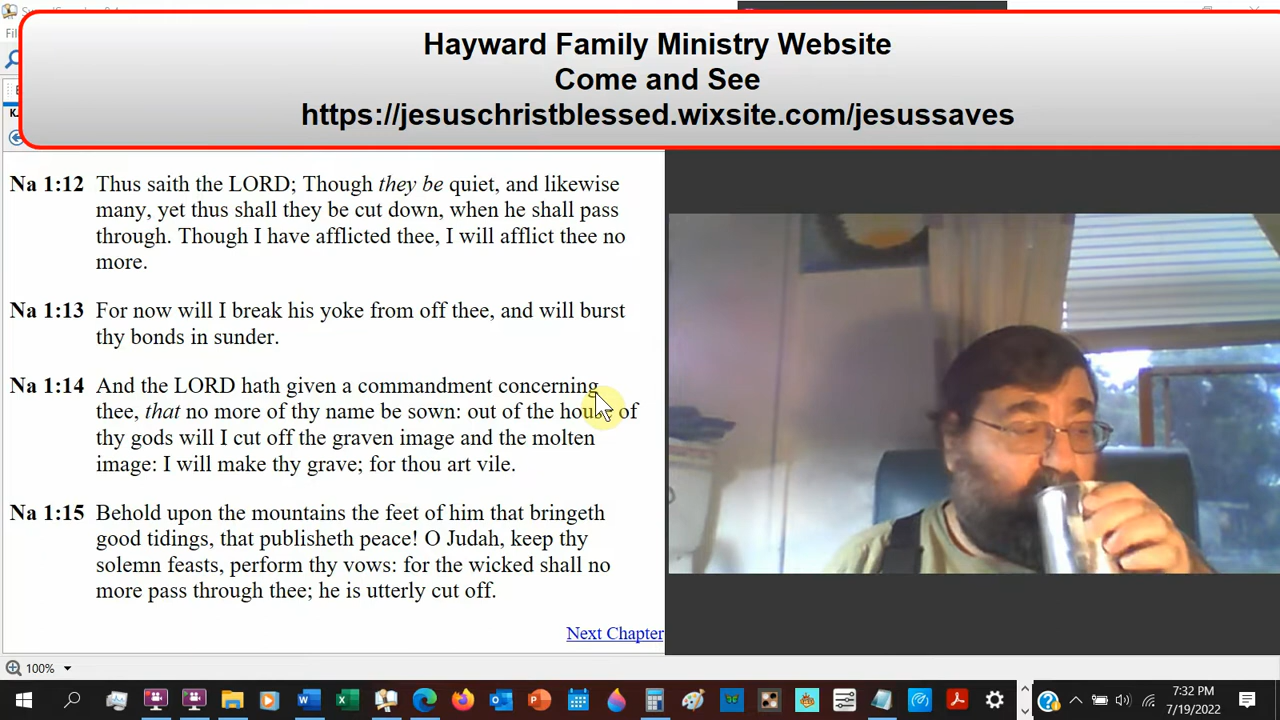 Hayward Family Ministry Website
Come and See
https://jesuschristblessed.wixsite.com/jesussaves
Na 1:12 Thus saith the LORD; Though they be quiet, and likewise
many, yet thus shall they be cut down, when he shall pass
through. Though I have afflicted thee, I will afflict thee no
more.
Na 1:13 For now will I break his yoke from off thee, and will burst
thy bonds in sunder.
Na 1:14 And the LORD hath given a commandment concerning
thee, that no more of thy name be sown: out of the house of
thy gods will I cut off the graven image and the molten
image: I will make thy grave; for thou art vile.
Na 1:15 Behold upon the mountains the feet of him that bringeth
good tidings, that publisheth peace! O Judah, keep thy
solemn feasts, perform thy vows: for the wicked shall no
more pass through thee; he is utterly cut off.
Next Chapter
100%
7:32 PM
7/19/2022